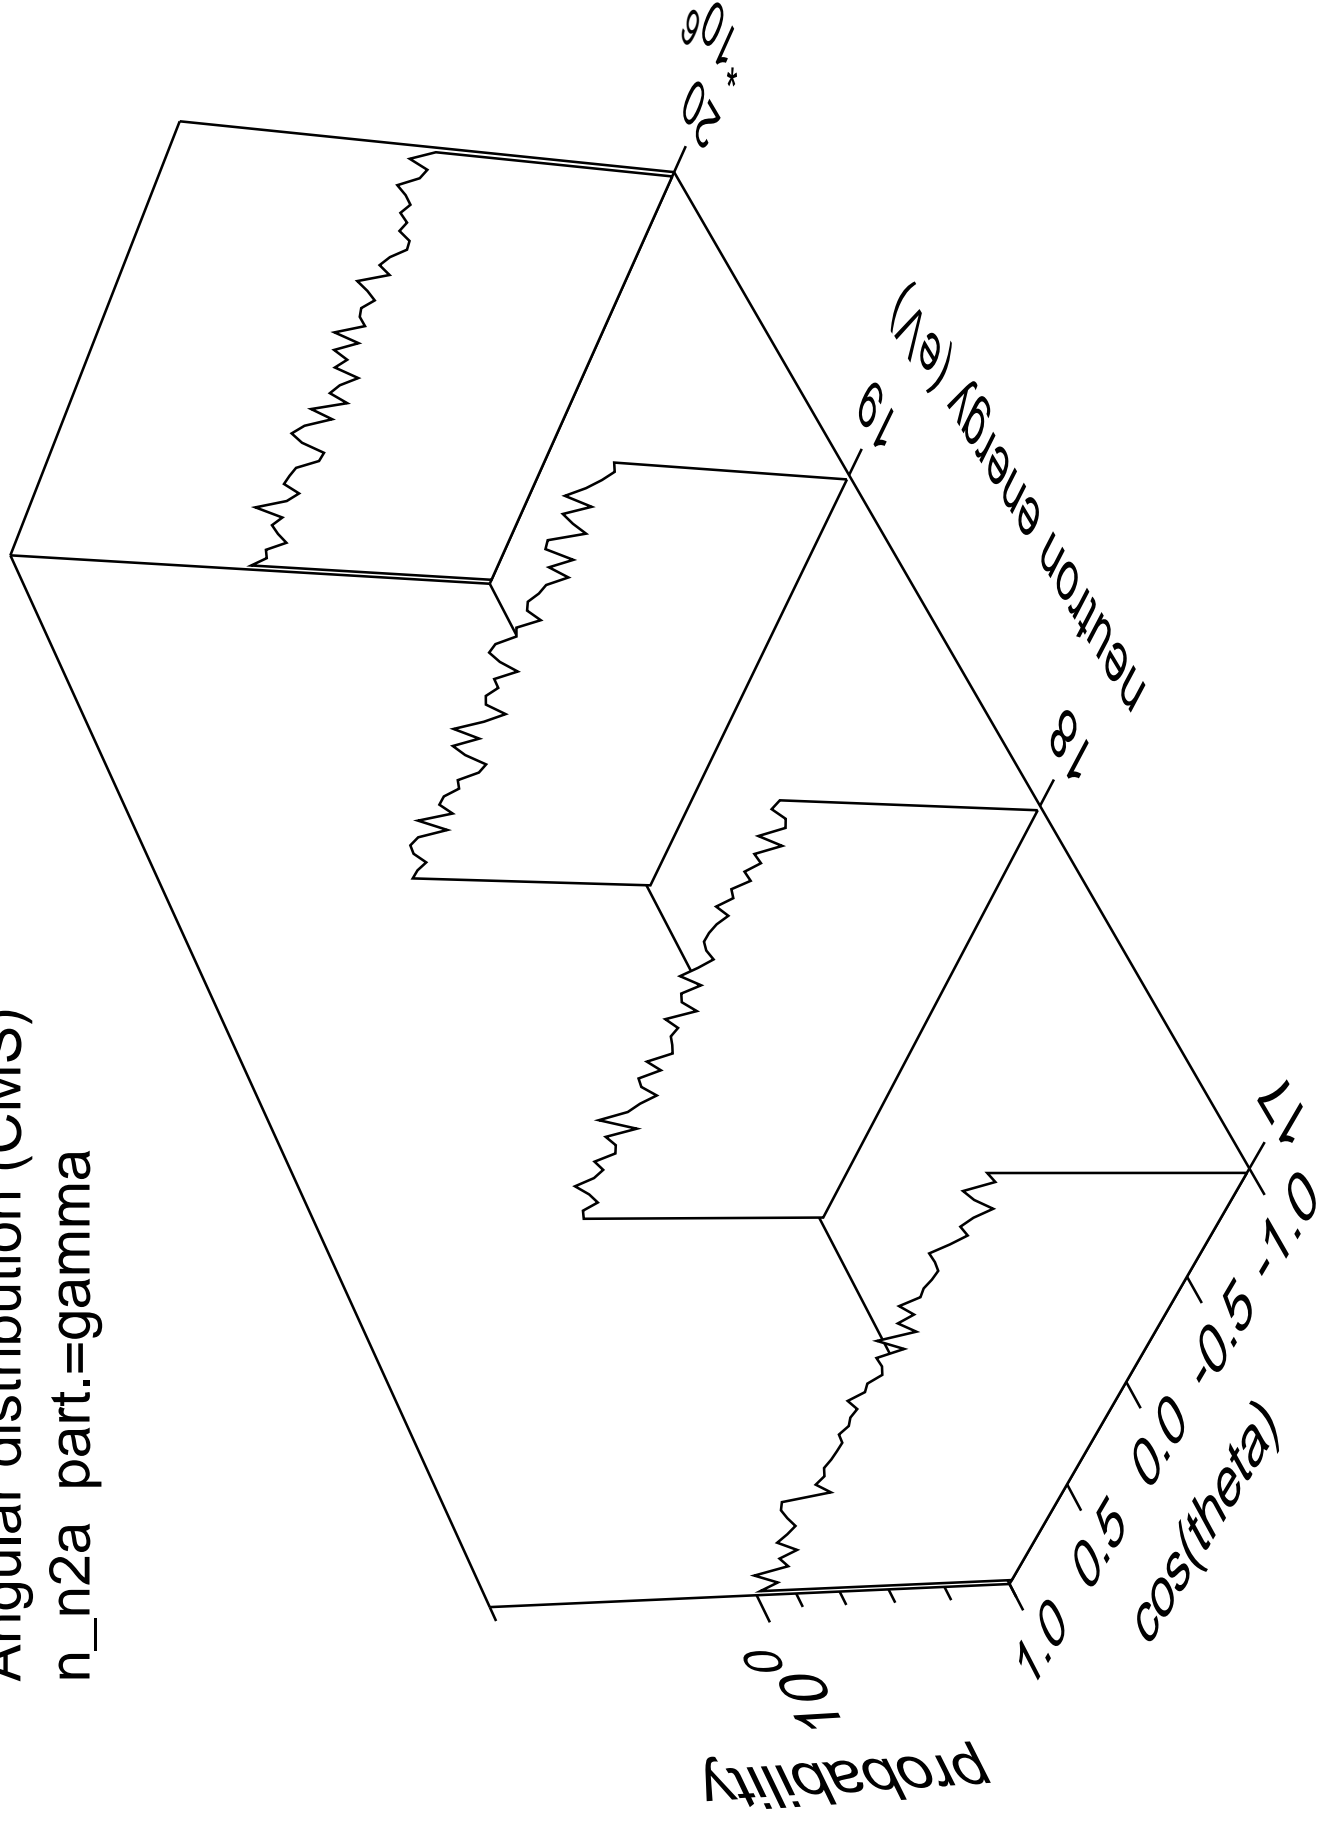 Angular distribution (CMS)
n_n2a part.=gamma
probability
10^0
1.0 0.5 0.0 -0.5 -1.0
cos(theta)
17 18 19 20
*10^6
neutron energy (eV)